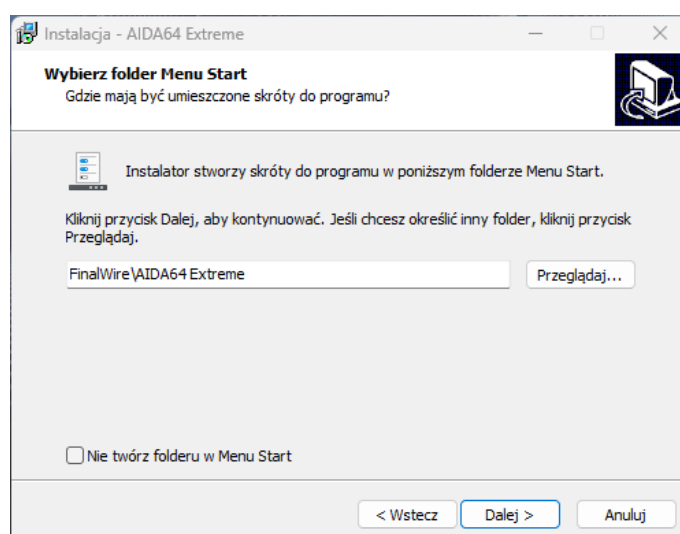 Instalacja - AIDA64 Extreme
Wybierz folder Menu Start
Gdzie mają być umieszczone skróty do programu?
Instalator stworzy skróty do programu w poniższym folderze Menu Start.
Kliknij przycisk Dalej, aby kontynuować. Jeśli chcesz określić inny folder, kliknij przycisk
Przeglądaj.
FinalWire\AIDA64 Extreme
Przeglądaj...
Nie twórz folderu w Menu Start
< Wstecz
Dalej >
Anuluj